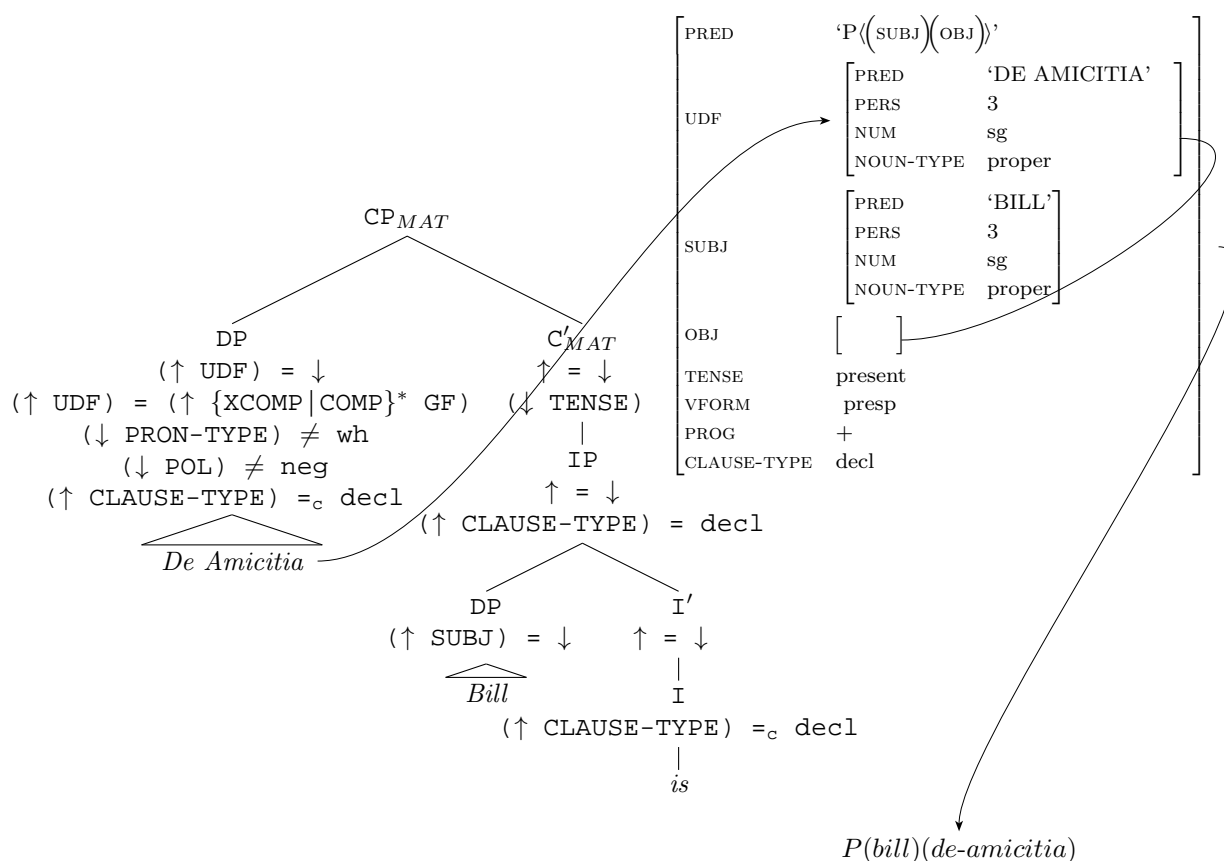 PRED ‘P⟨(SUBJ)(OBJ)⟩’
UDF
PRED ‘DE AMICITIA’
PERS 3
NUM sg
NOUN-TYPE proper
SUBJ
PRED ‘BILL’
PERS 3
NUM sg
NOUN-TYPE proper
OBJ [ ]
TENSE present
VFORM presp
PROG +
CLAUSE-TYPE decl
CP_MAT
DP
(↑ UDF) = ↓
(↑ UDF) = (↑ {XCOMP|COMP}* GF)
(↓ PRON-TYPE) ≠ wh
(↓ POL) ≠ neg
(↑ CLAUSE-TYPE) =c decl
De Amicitia
C′_MAT
↑ = ↓
(↓ TENSE)
IP
↑ = ↓
(↑ CLAUSE-TYPE) = decl
DP
(↑ SUBJ) = ↓
Bill
I′
↑ = ↓
I
(↑ CLAUSE-TYPE) =c decl
is
P(bill)(de-amicitia)